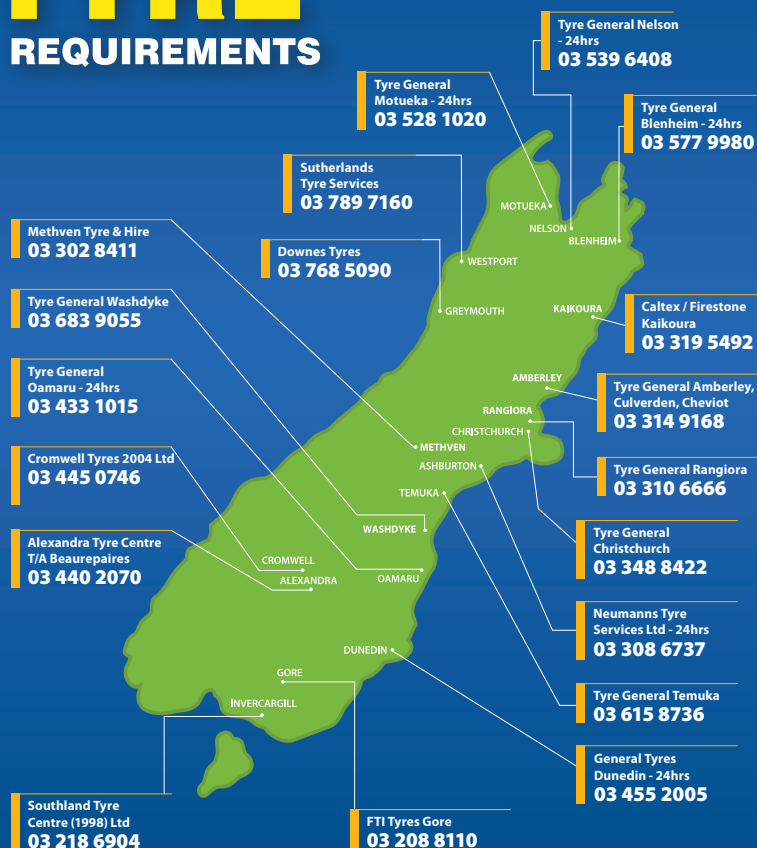 REQUIREMENTS
Tyre General Nelson
- 24hrs
03 539 6408
Tyre General
Motueka - 24hrs
03 528 1020
Tyre General
Blenheim - 24hrs
03 577 9980
Sutherlands
Tyre Services
03 789 7160
Methven Tyre & Hire
03 302 8411
Downes Tyres
03 768 5090
Tyre General Washdyke
03 683 9055
Caltex / Firestone
Kaikoura
03 319 5492
Tyre General
Oamaru - 24hrs
03 433 1015
Tyre General Amberley,
Culverden, Cheviot
03 314 9168
Cromwell Tyres 2004 Ltd
03 445 0746
Tyre General Rangiora
03 310 6666
Alexandra Tyre Centre
T/A Beaurepaires
03 440 2070
Tyre General
Christchurch
03 348 8422
Neumanns Tyre
Services Ltd - 24hrs
03 308 6737
Tyre General Temuka
03 615 8736
General Tyres
Dunedin - 24hrs
03 455 2005
Southland Tyre
Centre (1998) Ltd
03 218 6904
FTI Tyres Gore
03 208 8110
MOTUEKA
NELSON
BLENHEIM
WESTPORT
GREYMOUTH
KAIKOURA
AMBERLEY
RANGIORA
CHRISTCHURCH
METHVEN
ASHBURTON
TEMUKA
WASHDYKE
CROMWELL
ALEXANDRA
OAMARU
DUNEDIN
GORE
INVERCARGILL